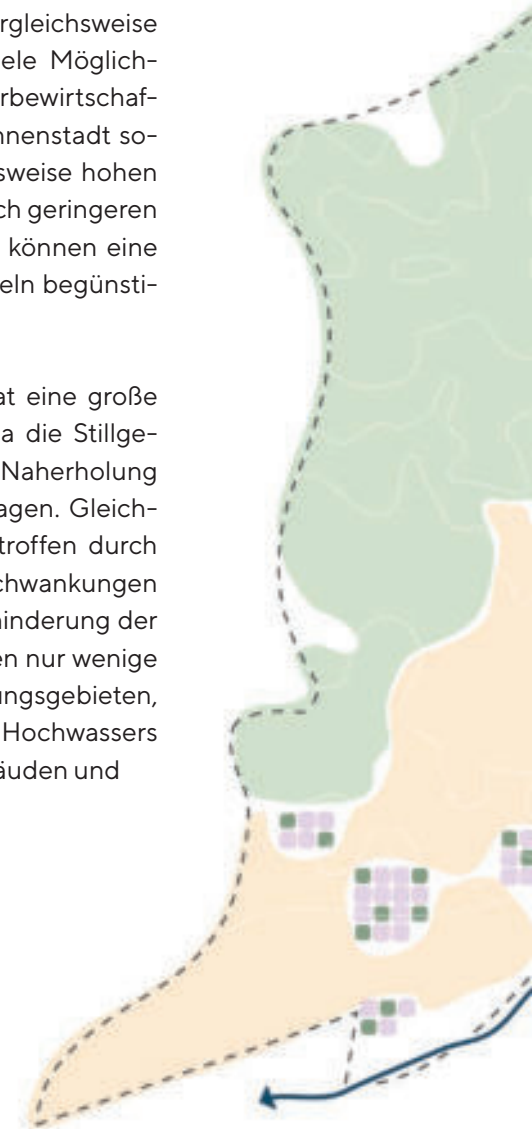 rgleichsweise
ele Möglich-
rbewirtschaf-
nnenstadt so-
sweise hohen
ch geringeren
können eine
eln begünsti-
at eine große
a die Stillge-
Naherholung
agen. Gleich-
troffen durch
chwankungen
inderung der
en nur wenige
ungsgebieten,
Hochwassers
äuden und